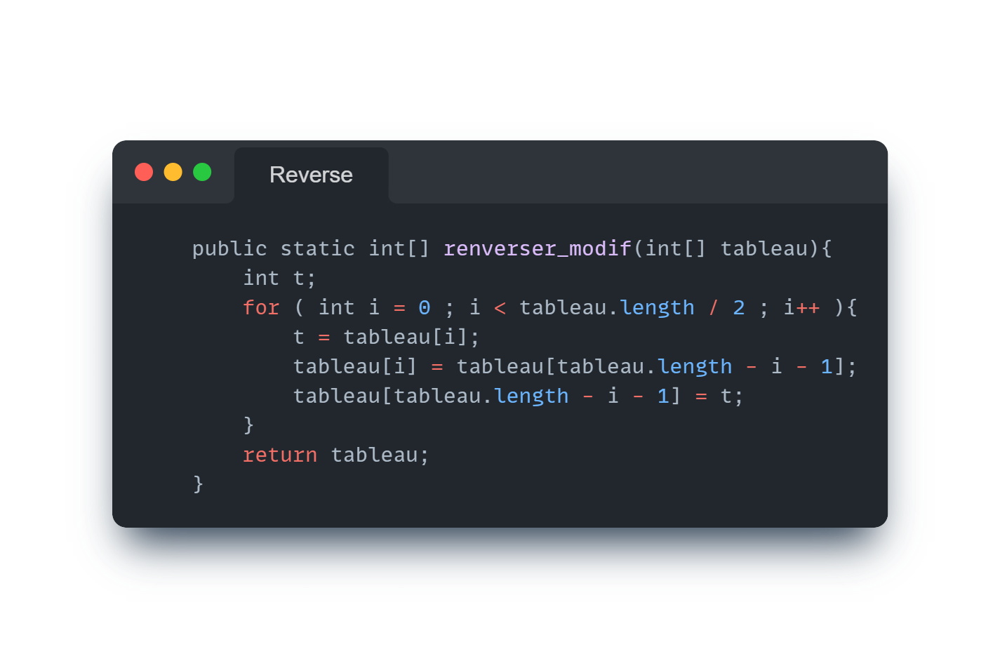 Reverse
public static int[] renverser_modif(int[] tableau){
    int t;
    for ( int i = 0 ; i < tableau.length / 2 ; i++ ){
        t = tableau[i];
        tableau[i] = tableau[tableau.length - i - 1];
        tableau[tableau.length - i - 1] = t;
    }
    return tableau;
}